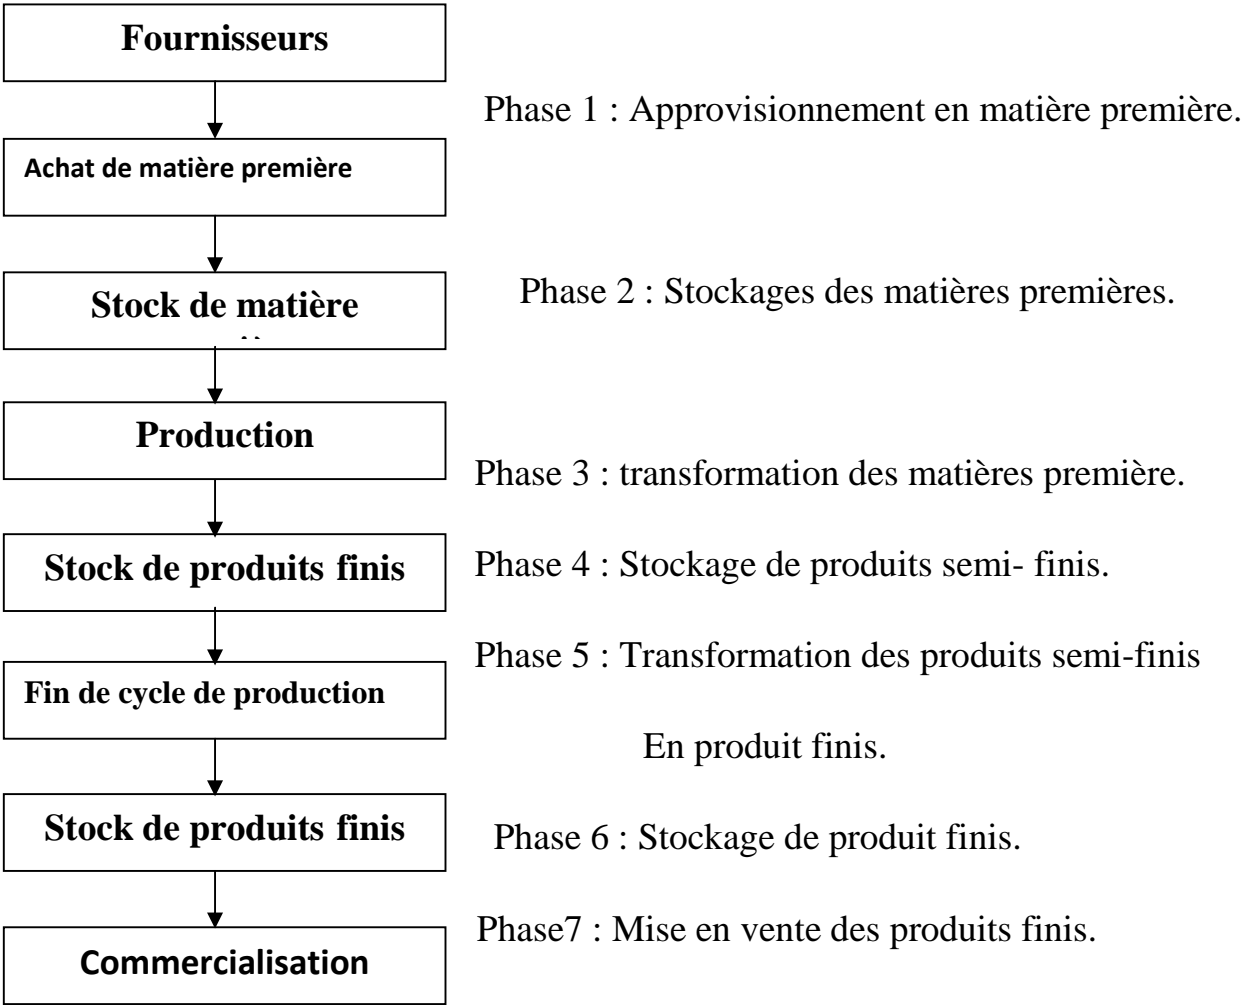 Fournisseurs
Phase 1 : Approvisionnement en matière première.
Achat de matière première
Stock de matière
Phase 2 : Stockages des matières premières.
Production
Phase 3 : transformation des matières première.
Stock de produits finis
Phase 4 : Stockage de produits semi- finis.
Phase 5 : Transformation des produits semi-finis
Fin de cycle de production
En produit finis.
Stock de produits finis
Phase 6 : Stockage de produit finis.
Phase7 : Mise en vente des produits finis.
Commercialisation